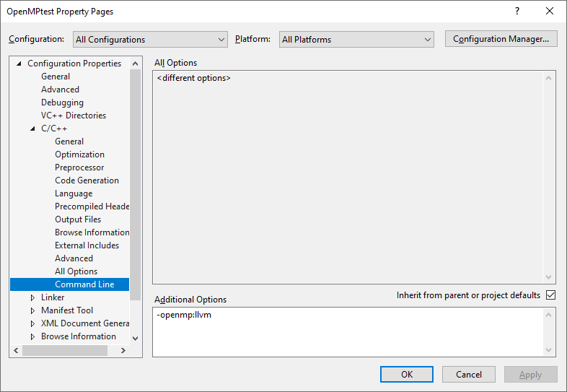 OpenMPtest Property Pages
Configuration: All Configurations Platform: All Platforms Configuration Manager...
Configuration Properties
General
Advanced
Debugging
VC++ Directories
C/C++
General
Optimization
Preprocessor
Code Generation
Language
Precompiled Heade
Output Files
Browse Information
External Includes
Advanced
All Options
Command Line
Linker
Manifest Tool
XML Document Genera
Browse Information
All Options
<different options>
Inherit from parent or project defaults
Additional Options
-openmp:llvm
OK Cancel Apply